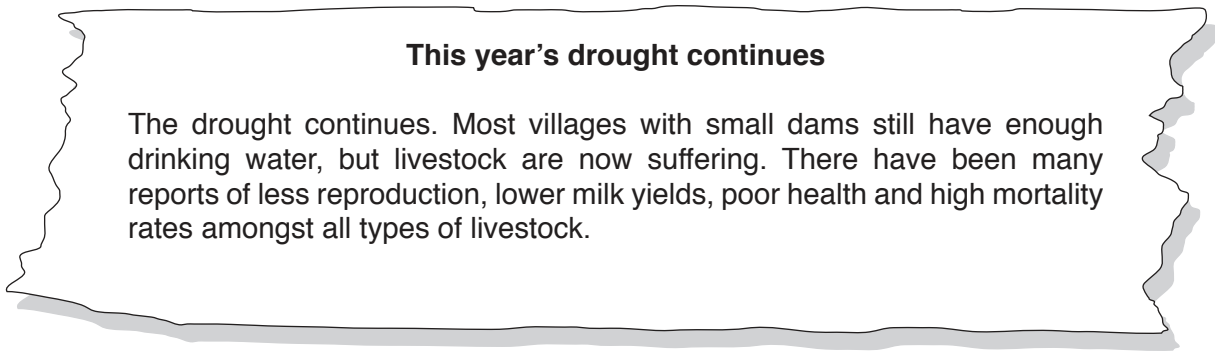 This year’s drought continues
The drought continues. Most villages with small dams still have enough
drinking water, but livestock are now suffering. There have been many
reports of less reproduction, lower milk yields, poor health and high mortality
rates amongst all types of livestock.